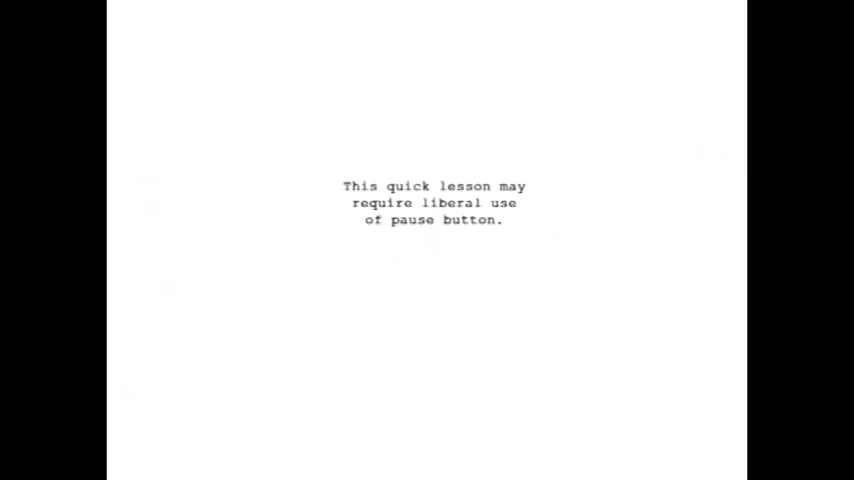 This quick lesson may
require liberal use
of pause button.